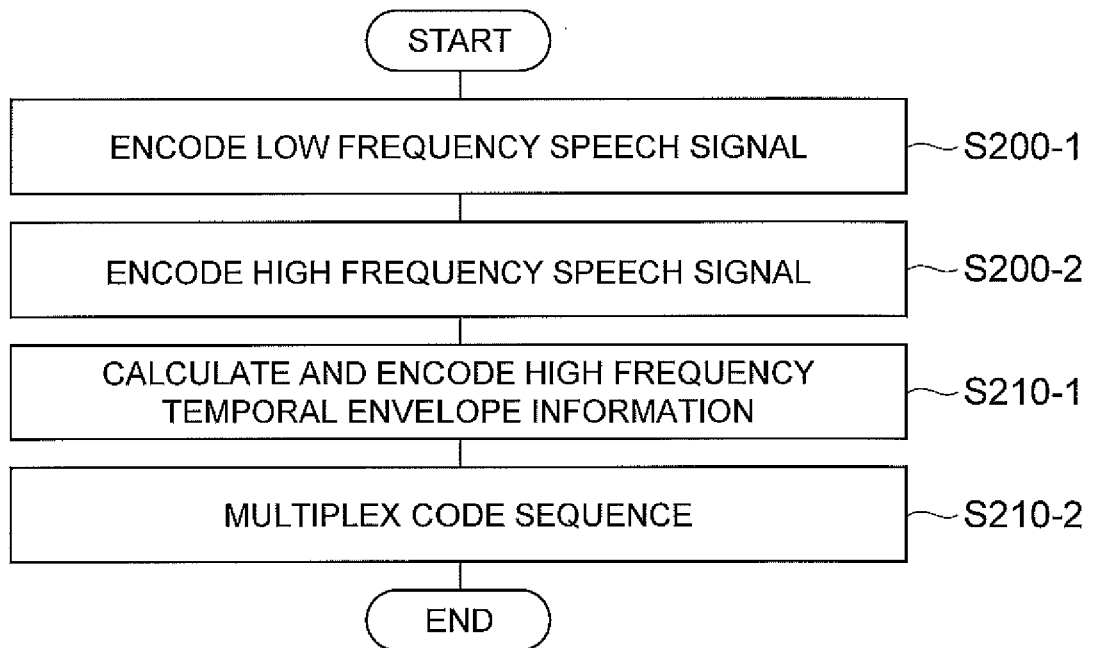 START
ENCODE LOW FREQUENCY SPEECH SIGNAL
S200-1
ENCODE HIGH FREQUENCY SPEECH SIGNAL
S200-2
CALCULATE AND ENCODE HIGH FREQUENCY
TEMPORAL ENVELOPE INFORMATION
S210-1
MULTIPLEX CODE SEQUENCE
S210-2
END